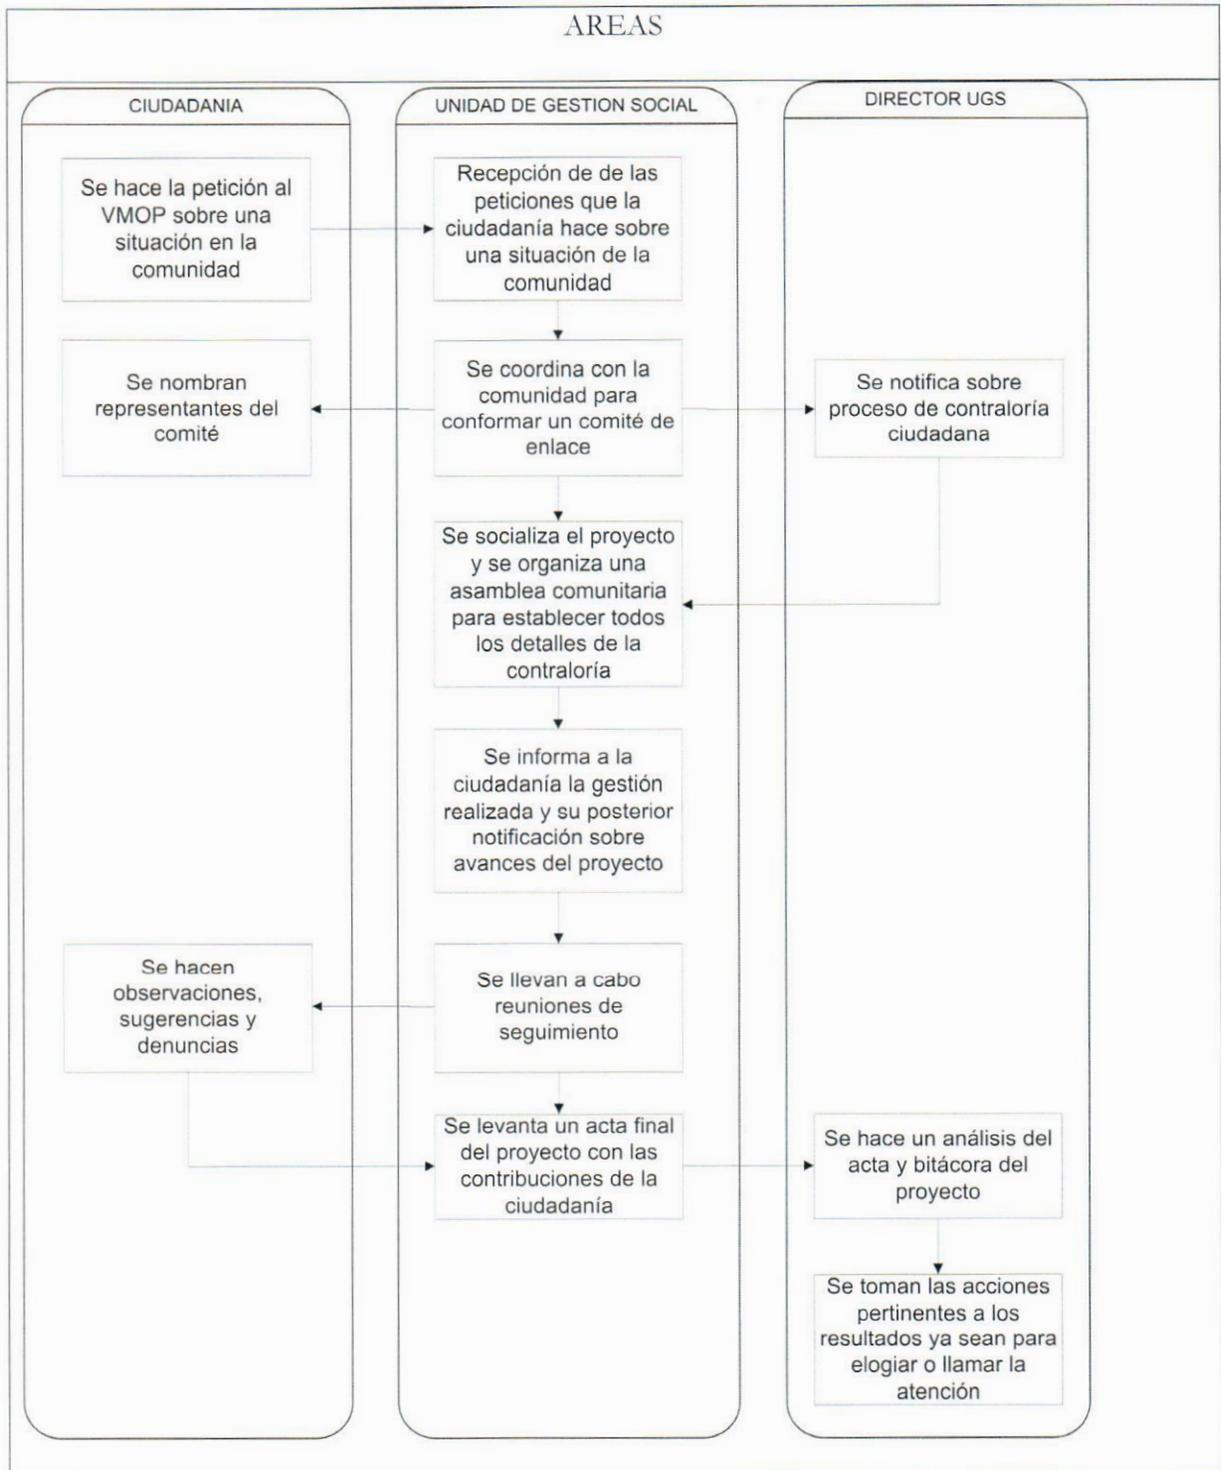 AREAS
CIUDADANIA
UNIDAD DE GESTION SOCIAL
DIRECTOR UGS
Se hace la petición al
VMOP sobre una
situación en la
comunidad
Recepción de de las
peticiones que la
ciudadanía hace sobre
una situación de la
comunidad
Se nombran
representantes del
comité
Se coordina con la
comunidad para
conformar un comité de
enlace
Se notifica sobre
proceso de contraloría
ciudadana
Se socializa el proyecto
y se organiza una
asamblea comunitaria
para establecer todos
los detalles de la
contraloría
Se informa a la
ciudadanía la gestión
realizada y su posterior
notificación sobre
avances del proyecto
Se hacen
observaciones,
sugerencias y
denuncias
Se llevan a cabo
reuniones de
seguimiento
Se levanta un acta final
del proyecto con las
contribuciones de la
ciudadanía
Se hace un análisis del
acta y bitácora del
proyecto
Se toman las acciones
pertinentes a los
resultados ya sean para
elogiar o llamar la
atención